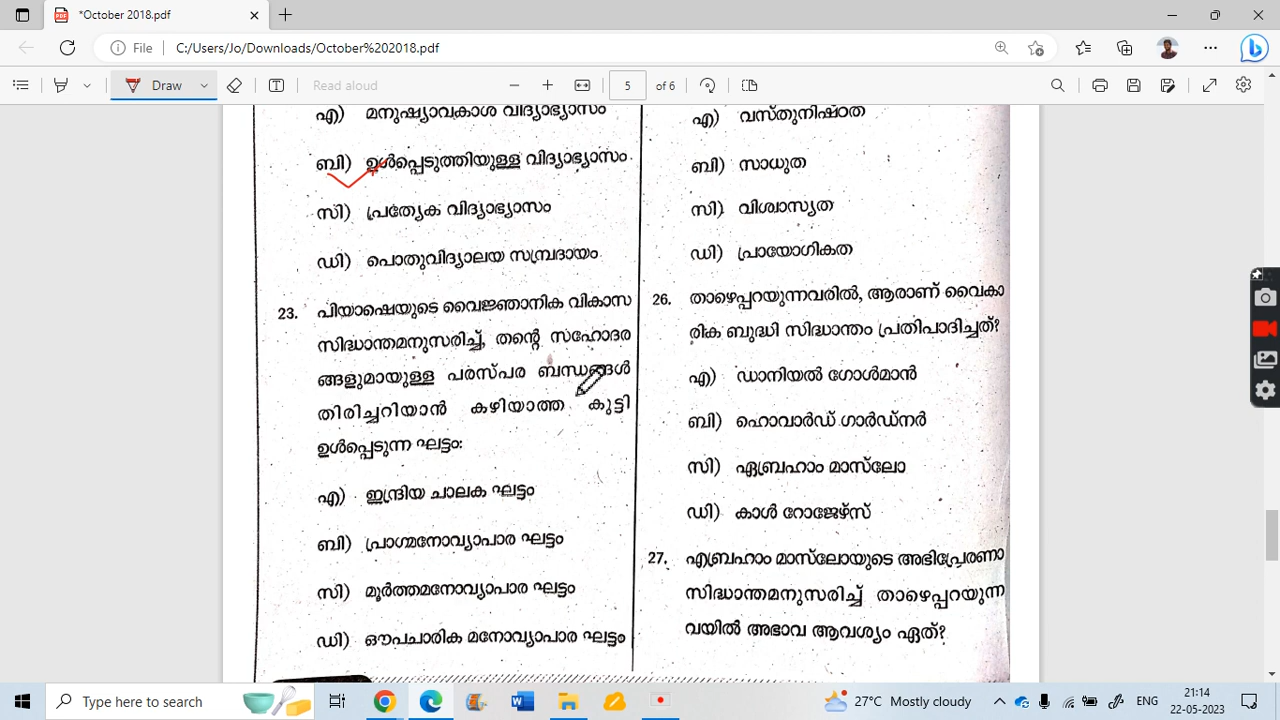 *October 2018.pdf
File
C:/Users/Jo/Downloads/October%202018.pdf
Draw
Read aloud
5 of 6
എ) മനുഷ്യാവകാശ വിദ്യാഭ്യാസം
ബി) ഉൾപ്പെടുത്തിയുള്ള വിദ്യാഭ്യാസം
സി) പ്രത്യേക വിദ്യാഭ്യാസം
ഡി) പൊതുവിദ്യാലയ സമ്പ്രദായം
23. പിയാഷെയുടെ വൈജ്ഞാനിക വികാസ
സിദ്ധാന്തമനുസരിച്ച്, തന്റെ സഹോദര
ങ്ങളുമായുള്ള പരസ്പര ബന്ധങ്ങൾ
തിരിച്ചറിയാൻ കഴിയാത്ത കുട്ടി
ഉൾപ്പെടുന്ന ഘട്ടം:
എ) ഇന്ദ്രിയ ചാലക ഘട്ടം
ബി) പ്രാഗ്മനോവ്യാപാര ഘട്ടം
സി) മൂർത്തമനോവ്യാപാര ഘട്ടം
ഡി) ഔപചാരിക മനോവ്യാപാര ഘട്ടം
എ) വസ്തുനിഷ്ഠത
ബി) സാധുത
സി) വിശ്വാസ്യത
ഡി) പ്രായോഗികത
26. താഴെപ്പറയുന്നവരിൽ, ആരാണ് വൈകാ
രിക ബുദ്ധി സിദ്ധാന്തം പ്രതിപാദിച്ചത്?
എ) ഡാനിയൽ ഗോൾമാൻ
ബി) ഹൊവാർഡ് ഗാർഡ്നർ
സി) ഏബ്രഹാം മാസ്ലോ
ഡി) കാൾ റോജേഴ്സ്
27. എബ്രഹാം മാസ്ലോയുടെ അഭിപ്രേരണാ
സിദ്ധാന്തമനുസരിച്ച് താഴെപ്പറയുന്ന
വയിൽ അഭാവ ആവശ്യം ഏത്?
Type here to search
27°C Mostly cloudy
ENG
21:14
22-05-2023